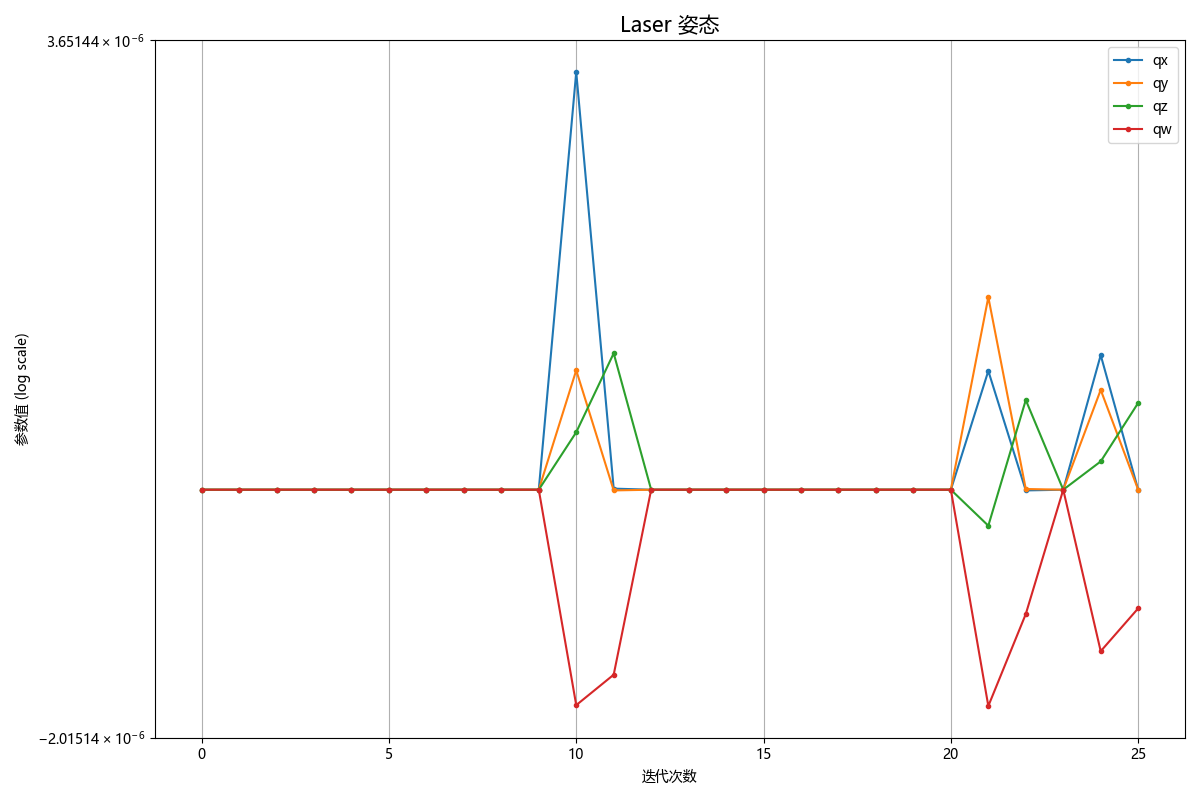 Laser 姿态
3.65144 × 10⁻⁶
qx
qy
qz
qw
参数值 (log scale)
−2.01514 × 10⁻⁶
0 5 10 15 20 25
迭代次数